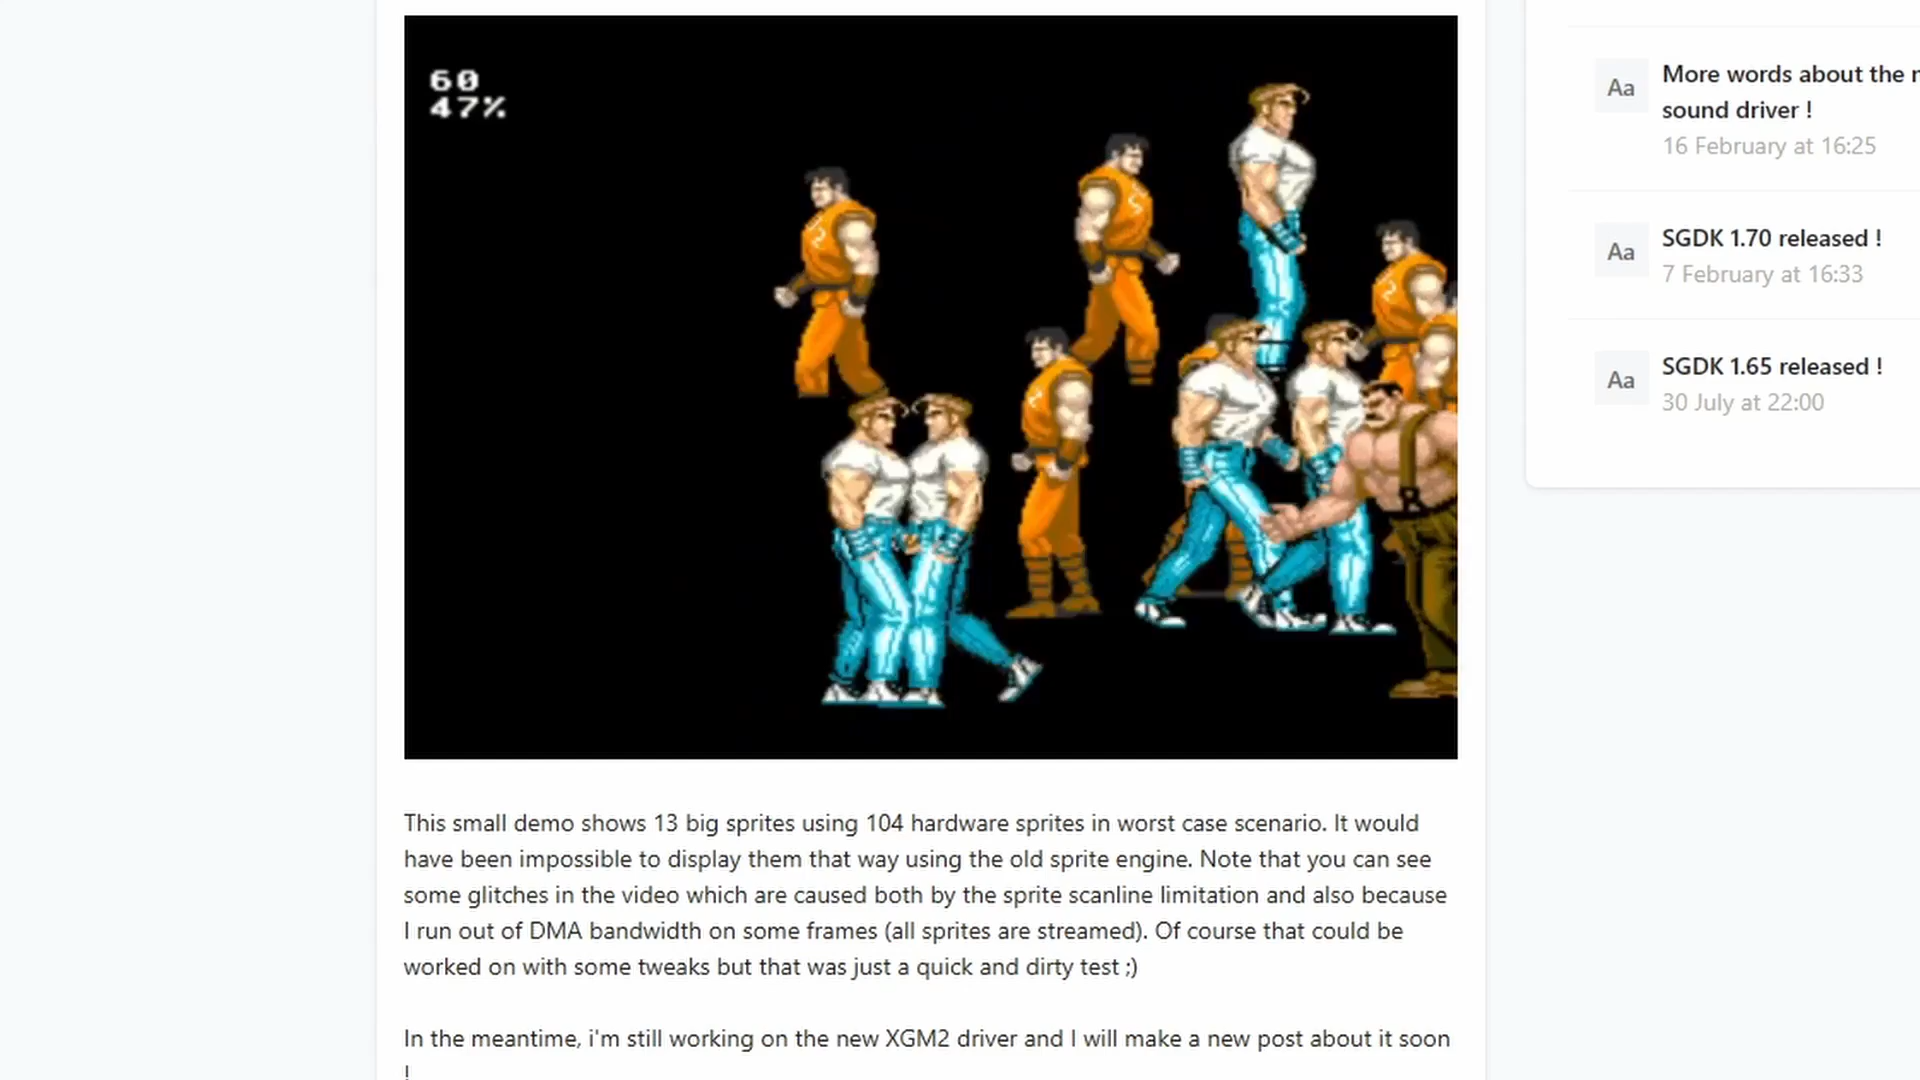 60
47%
This small demo shows 13 big sprites using 104 hardware sprites in worst case scenario. It would
have been impossible to display them that way using the old sprite engine. Note that you can see
some glitches in the video which are caused both by the sprite scanline limitation and also because
I run out of DMA bandwidth on some frames (all sprites are streamed). Of course that could be
worked on with some tweaks but that was just a quick and dirty test ;)
In the meantime, i'm still working on the new XGM2 driver and I will make a new post about it soon
!
Aa
More words about the
sound driver !
16 February at 16:25
Aa
SGDK 1.70 released !
7 February at 16:33
Aa
SGDK 1.65 released !
30 July at 22:00